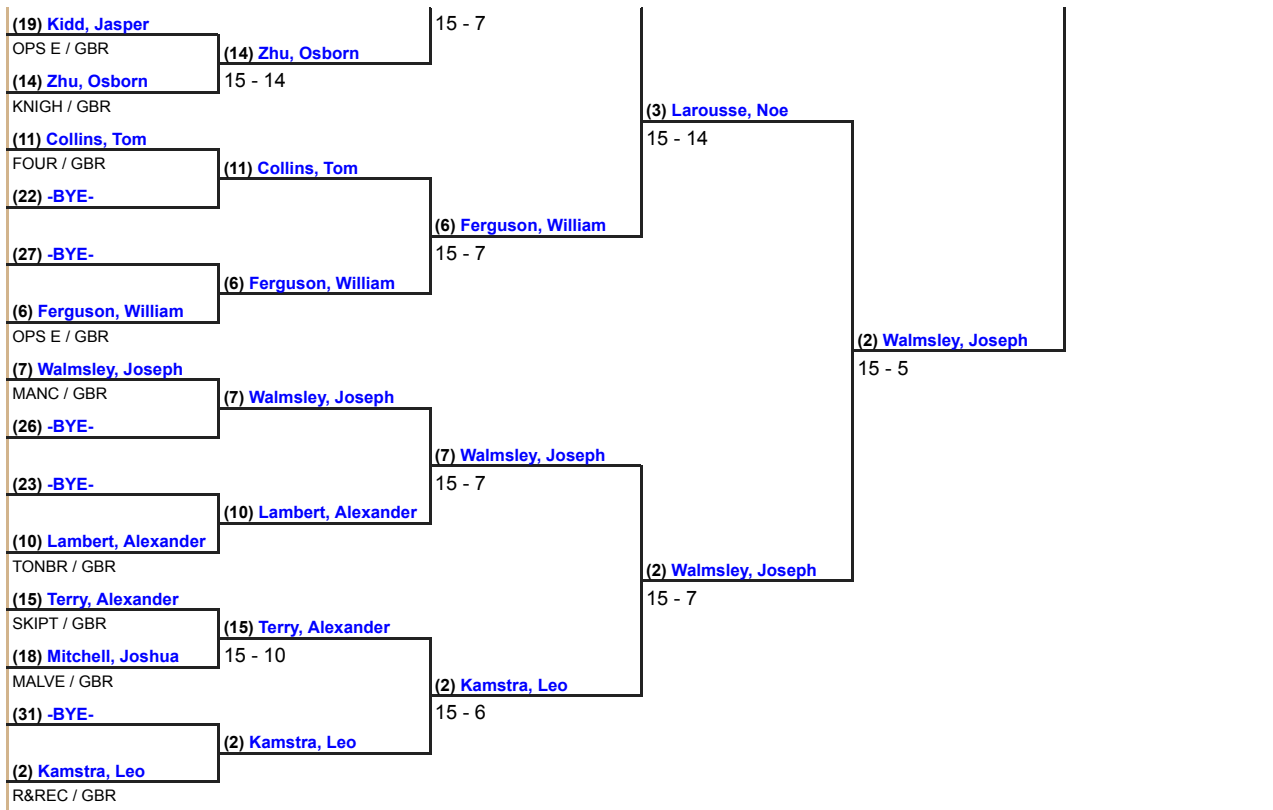 (19) Kidd, Jasper
OPS E / GBR
(14) Zhu, Osborn
KNIGH / GBR
(11) Collins, Tom
FOUR / GBR
(22) -BYE-
(27) -BYE-
(6) Ferguson, William
OPS E / GBR
(7) Walmsley, Joseph
MANC / GBR
(26) -BYE-
(23) -BYE-
(10) Lambert, Alexander
TONBR / GBR
(15) Terry, Alexander
SKIPT / GBR
(18) Mitchell, Joshua
MALVE / GBR
(31) -BYE-
(2) Kamstra, Leo
R&REC / GBR
(14) Zhu, Osborn
15 - 14
(11) Collins, Tom
(6) Ferguson, William
(7) Walmsley, Joseph
(10) Lambert, Alexander
(15) Terry, Alexander
15 - 10
(2) Kamstra, Leo
15 - 7
(6) Ferguson, William
15 - 7
(7) Walmsley, Joseph
15 - 7
(2) Kamstra, Leo
15 - 6
(3) Larousse, Noe
15 - 14
(2) Walmsley, Joseph
15 - 7
(2) Walmsley, Joseph
15 - 5